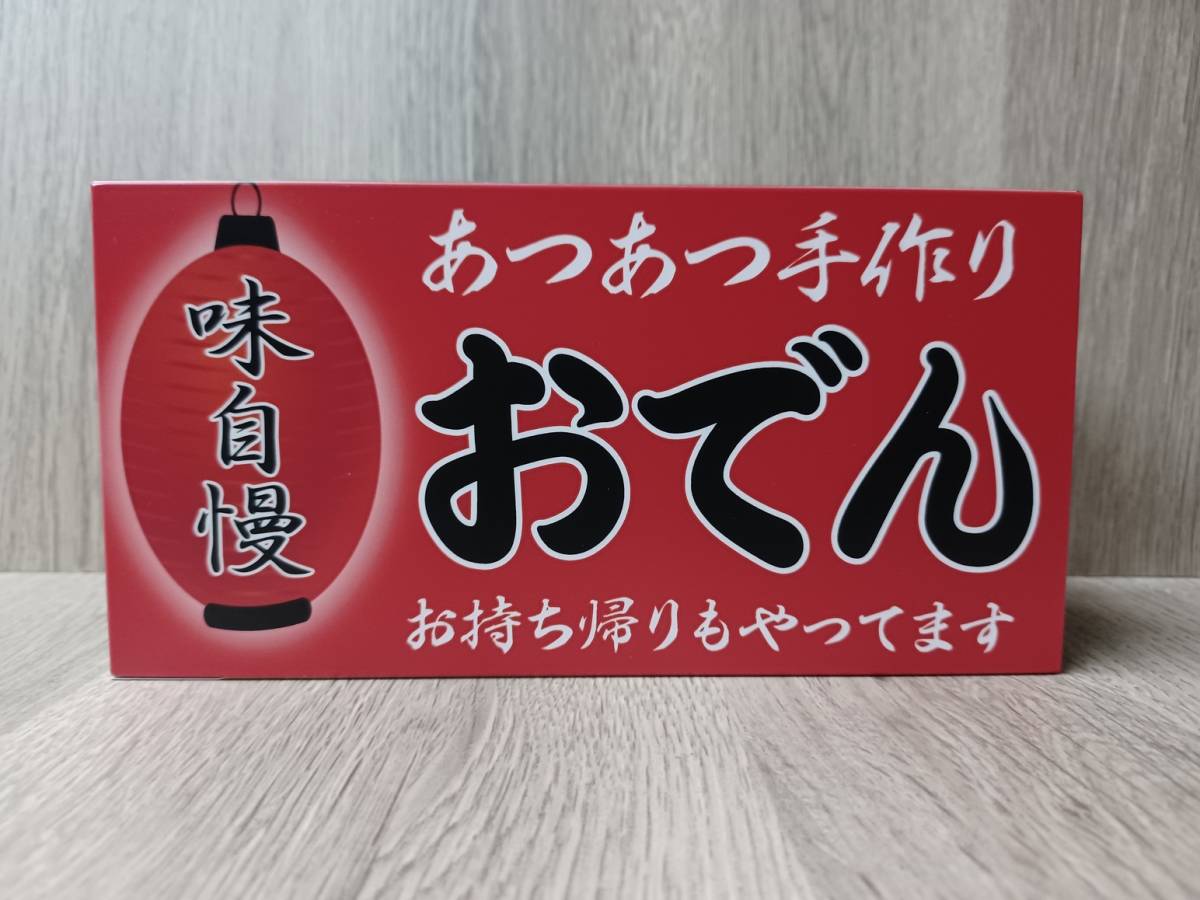 味自慢
あつあつ手作り
おでん
お持ち帰りもやってます